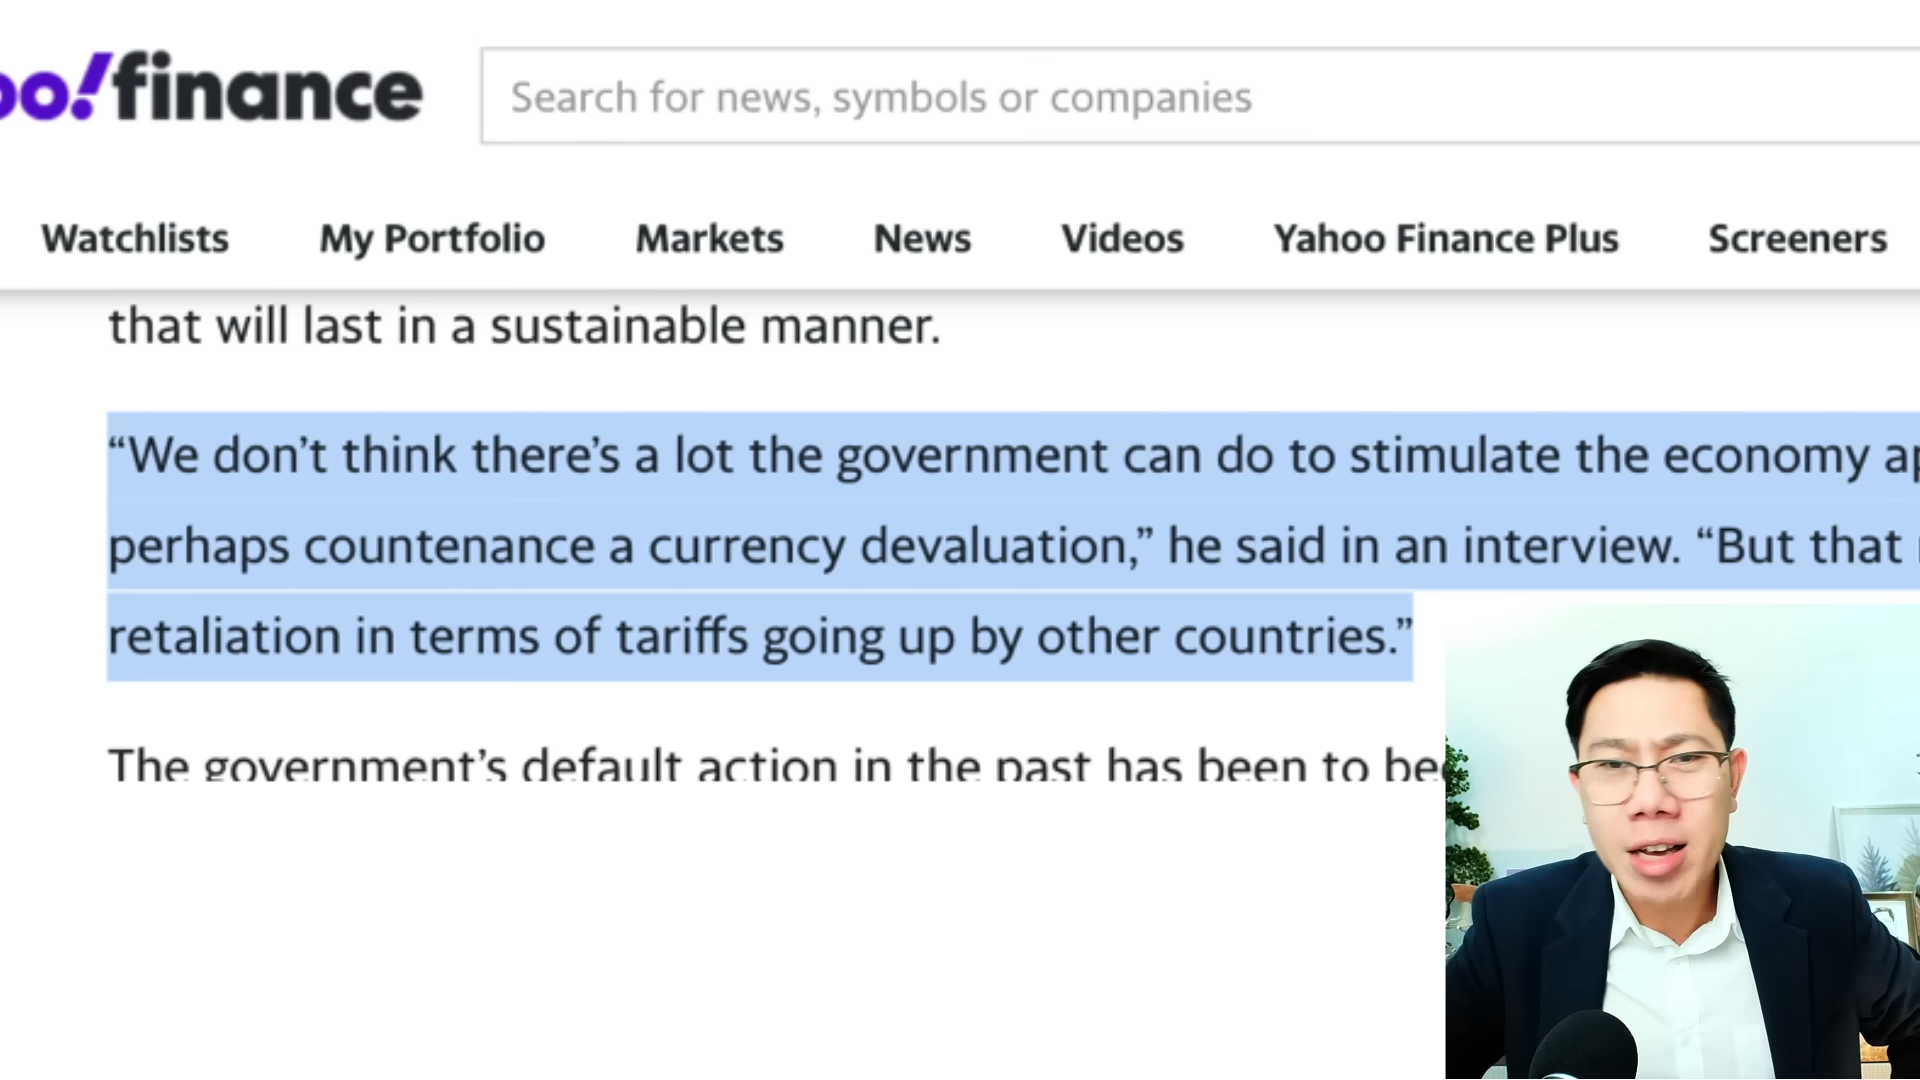 oo!finance
Search for news, symbols or companies
Watchlists My Portfolio Markets News Videos Yahoo Finance Plus Screeners
that will last in a sustainable manner.
“We don’t think there’s a lot the government can do to stimulate the economy
perhaps countenance a currency devaluation,” he said in an interview. “But that
retaliation in terms of tariffs going up by other countries.”
The government’s default action in the past has been to